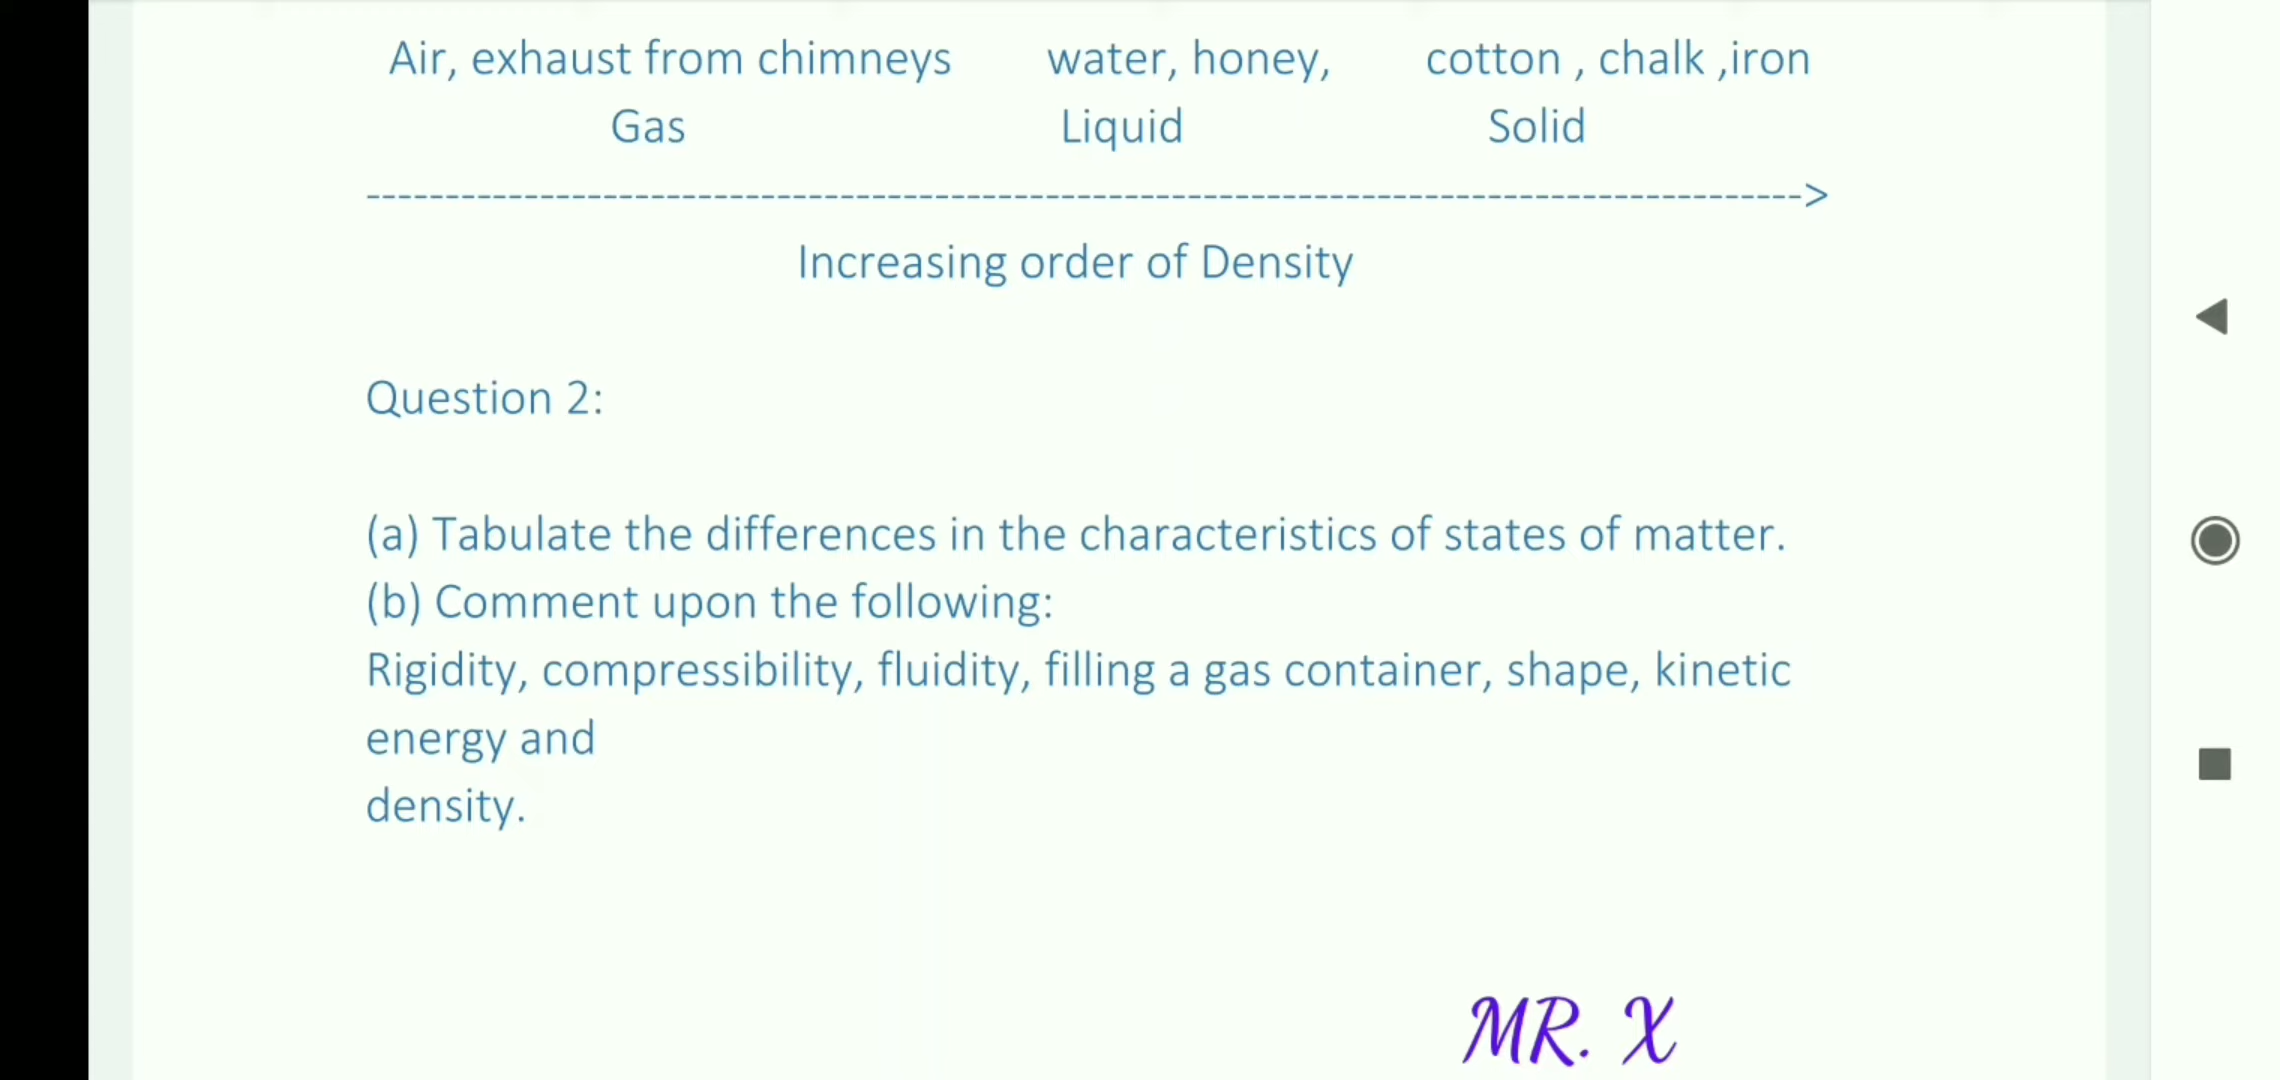 Air, exhaust from chimneys water, honey, cotton , chalk ,iron
Gas Liquid Solid
------------------------------------------------------------------------------------------->
Increasing order of Density
Question 2:
(a) Tabulate the differences in the characteristics of states of matter.
(b) Comment upon the following:
Rigidity, compressibility, fluidity, filling a gas container, shape, kinetic
energy and
density.
MR. X